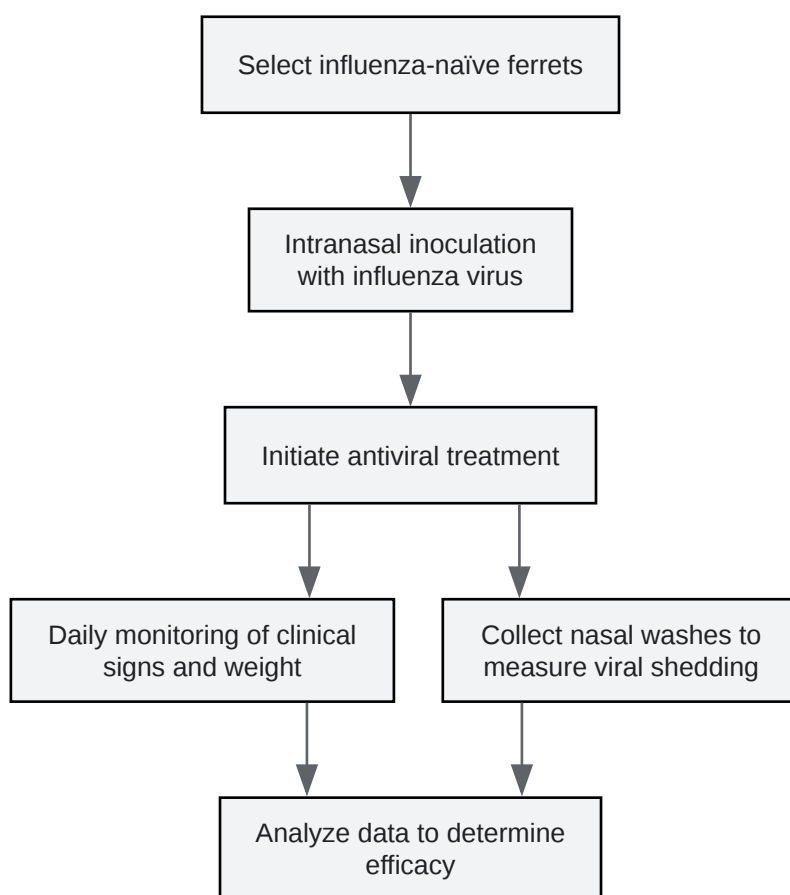 Select influenza-naïve ferrets
Intranasal inoculation
with influenza virus
Initiate antiviral treatment
Daily monitoring of clinical
signs and weight
Collect nasal washes to
measure viral shedding
Analyze data to determine
efficacy